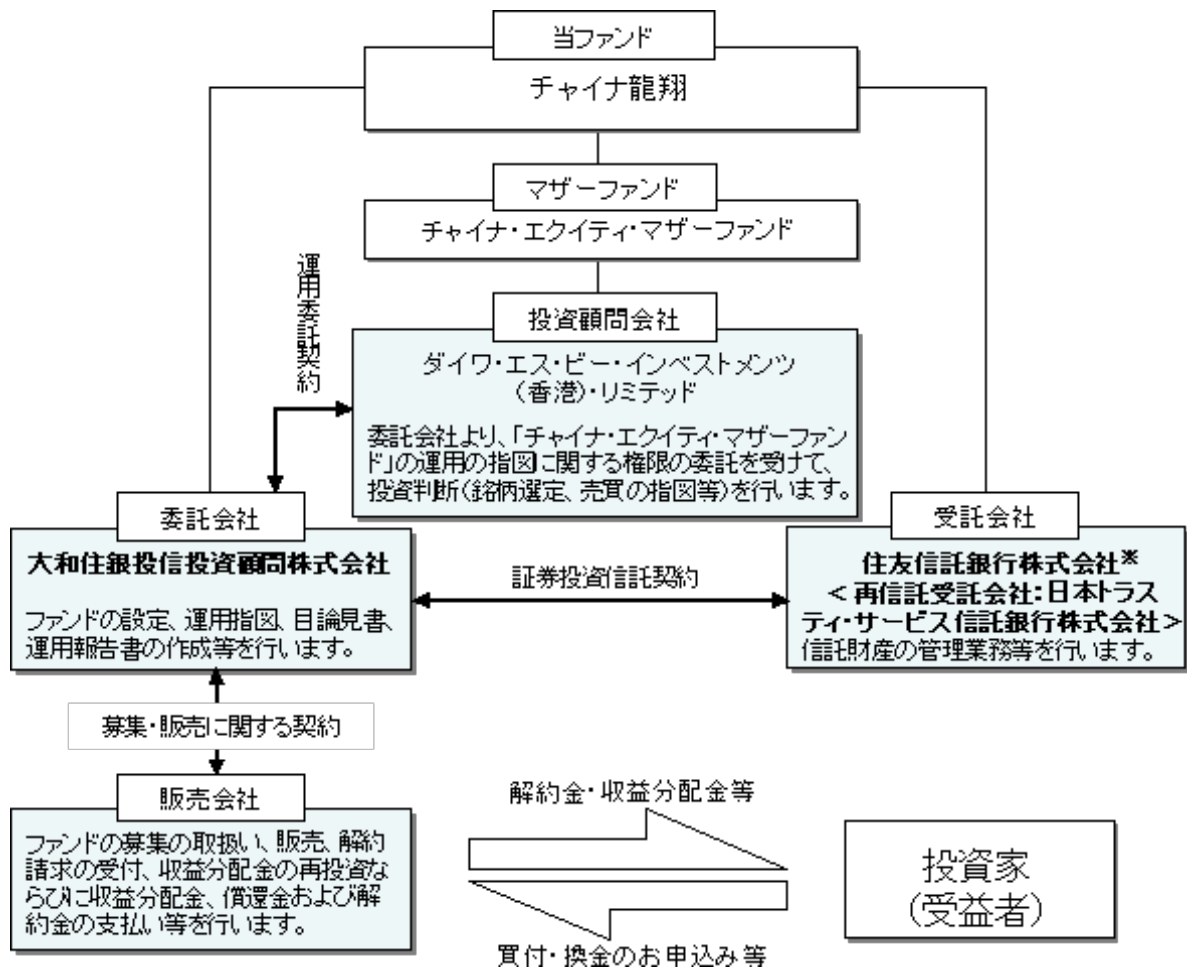 当ファンド
チャイナ龍翔
マザーファンド
チャイナ・エクイティ・マザーファンド
運用委託契約
投資顧問会社
ダイワ・エス・ビー・インベストメンツ
（香港）・リミテッド
委託会社より、「チャイナ・エクイティ・マザーファン
ド」の運用の指図に関する権限の委託を受けて、
投資判断（銘柄選定、売買の指図等）を行います。
委託会社
大和住銀投信投資顧問株式会社
ファンドの設定、運用指図、目論見書、
運用報告書の作成等を行います。
証券投資信託契約
受託会社
住友信託銀行株式会社※
＜再信託受託会社：日本トラス
ティ・サービス信託銀行株式会社＞
信託財産の管理業務等を行います。
募集・販売に関する契約
販売会社
ファンドの募集の取扱い、販売、解約
請求の受付、収益分配金の再投資な
らびに収益分配金、償還金および解
約金の支払い等を行います。
解約金・収益分配金等
買付・換金のお申込み等
投資家
（受益者）